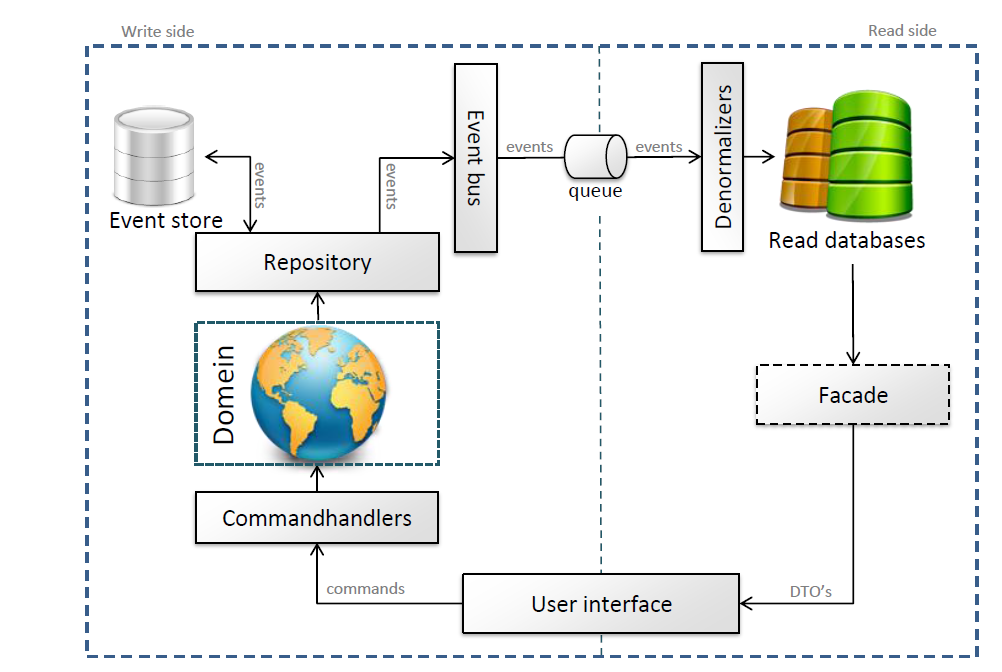 Write side
Read side
Event store
events
Repository
events
Event bus
events
queue
events
Denormalizers
Read databases
Domein
Facade
Commandhandlers
commands
User interface
DTO's